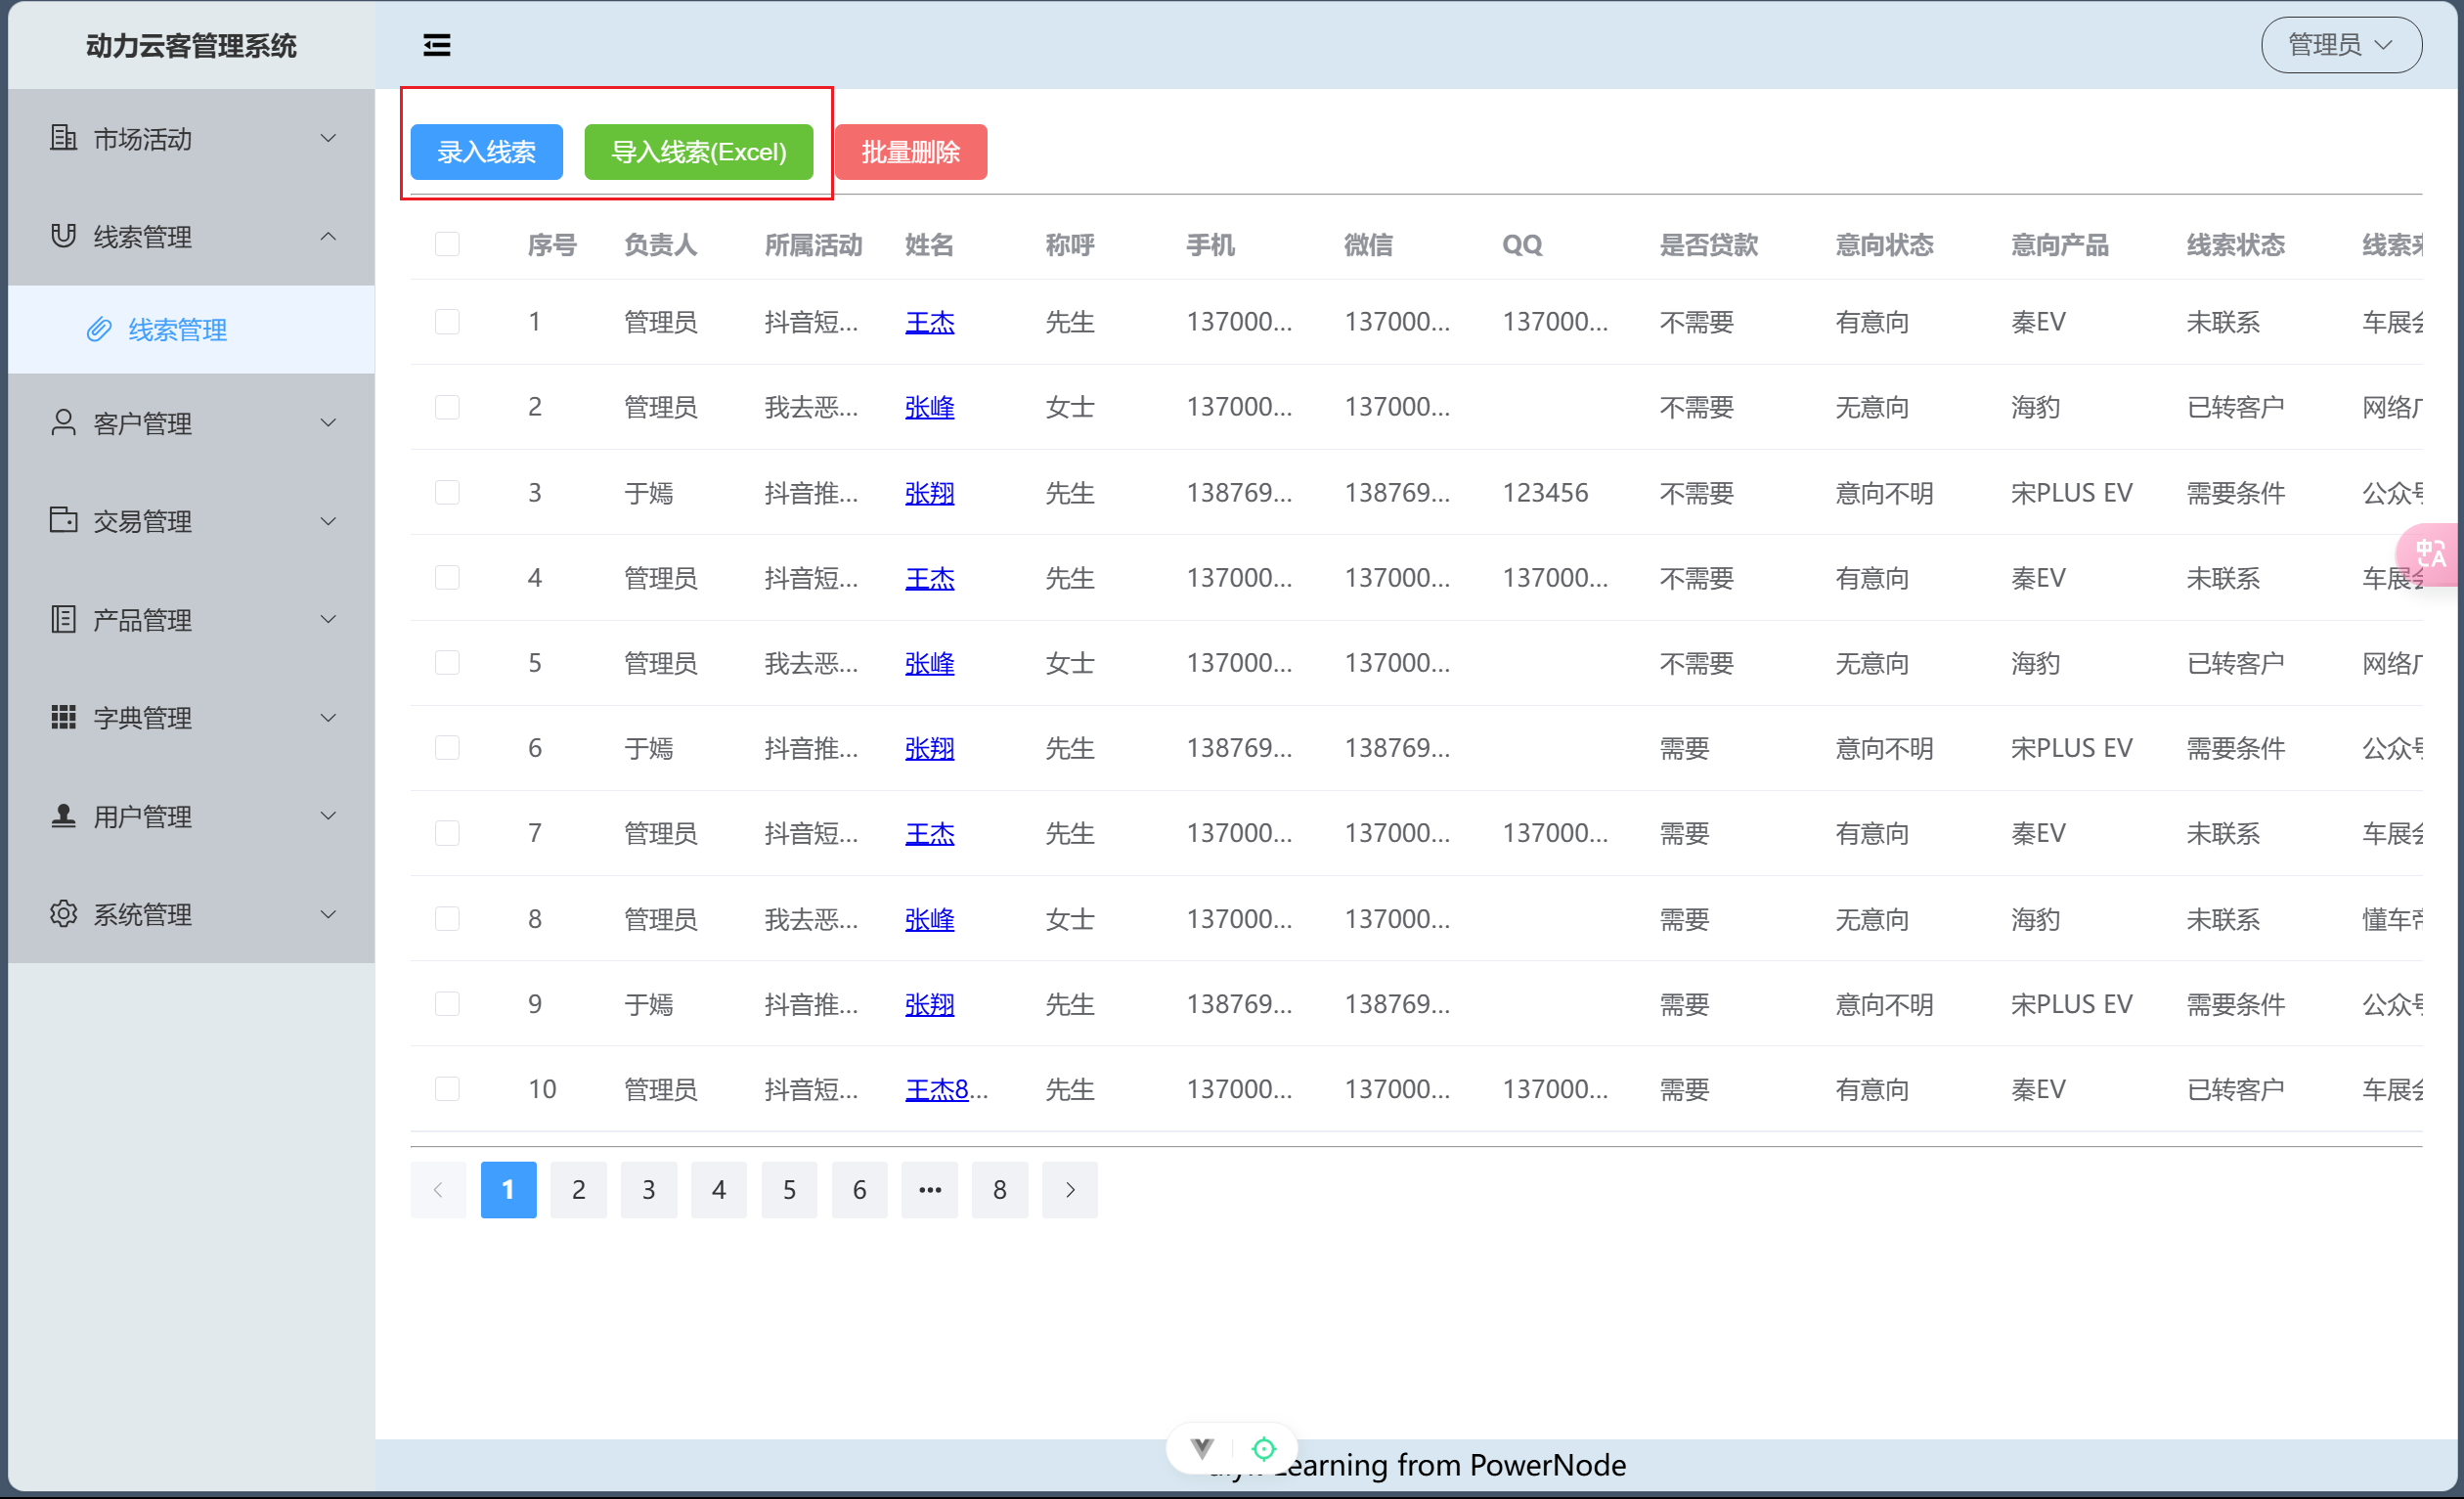 动力云客管理系统
管理员
市场活动
线索管理
线索管理
客户管理
交易管理
产品管理
字典管理
用户管理
系统管理
录入线索 导入线索(Excel) 批量删除
序号 负责人 所属活动 姓名 称呼 手机 微信 QQ 是否贷款 意向状态 意向产品 线索状态 线索来
1 管理员 抖音短... 王杰 先生 137000... 137000... 137000... 不需要 有意向 秦EV 未联系 车展会
2 管理员 我去恶... 张峰 女士 137000... 137000... 不需要 无意向 海豹 已转客户 网络广
3 于嫣 抖音推... 张翔 先生 138769... 138769... 123456 不需要 意向不明 宋PLUS EV 需要条件 公众号
4 管理员 抖音短... 王杰 先生 137000... 137000... 137000... 不需要 有意向 秦EV 未联系 车展会
5 管理员 我去恶... 张峰 女士 137000... 137000... 不需要 无意向 海豹 已转客户 网络广
6 于嫣 抖音推... 张翔 先生 138769... 138769... 需要 意向不明 宋PLUS EV 需要条件 公众号
7 管理员 抖音短... 王杰 先生 137000... 137000... 137000... 需要 有意向 秦EV 未联系 车展会
8 管理员 我去恶... 张峰 女士 137000... 137000... 需要 无意向 海豹 未联系 懂车帝
9 于嫣 抖音推... 张翔 先生 138769... 138769... 需要 意向不明 宋PLUS EV 需要条件 公众号
10 管理员 抖音短... 王杰8... 先生 137000... 137000... 137000... 需要 有意向 秦EV 已转客户 车展会
1 2 3 4 5 6 ••• 8
Learning from PowerNode